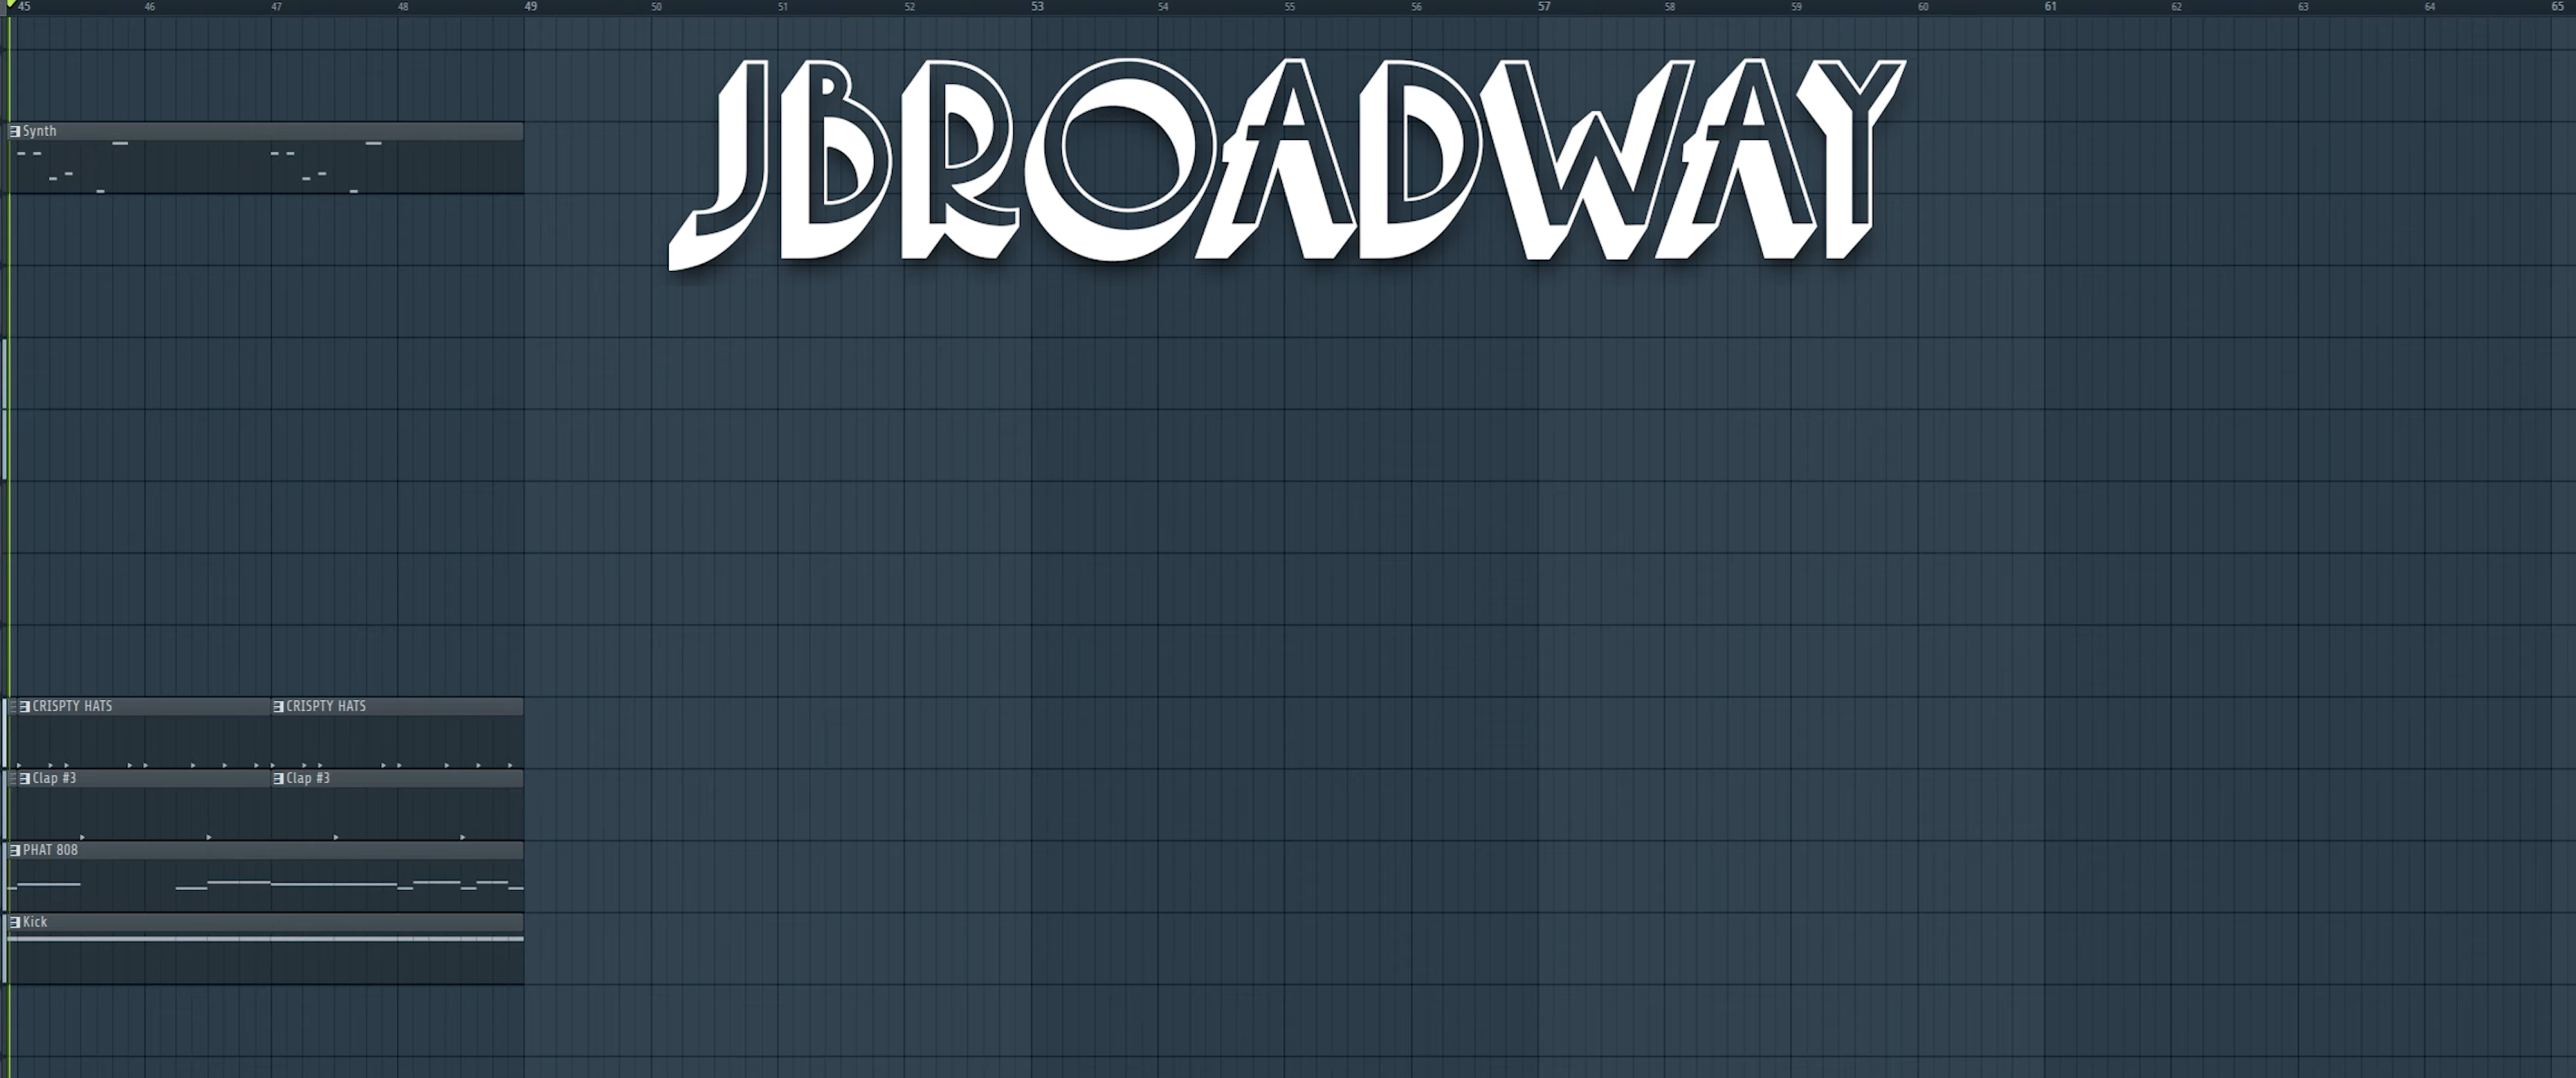 45 46 47 48 49 50 51 52 53 54 55 56 57 58 59 60 61 62 63 64 65
JBROADWAY
Synth
CRISPTY HATS CRISPTY HATS
Clap #3 Clap #3
PHAT 808
Kick